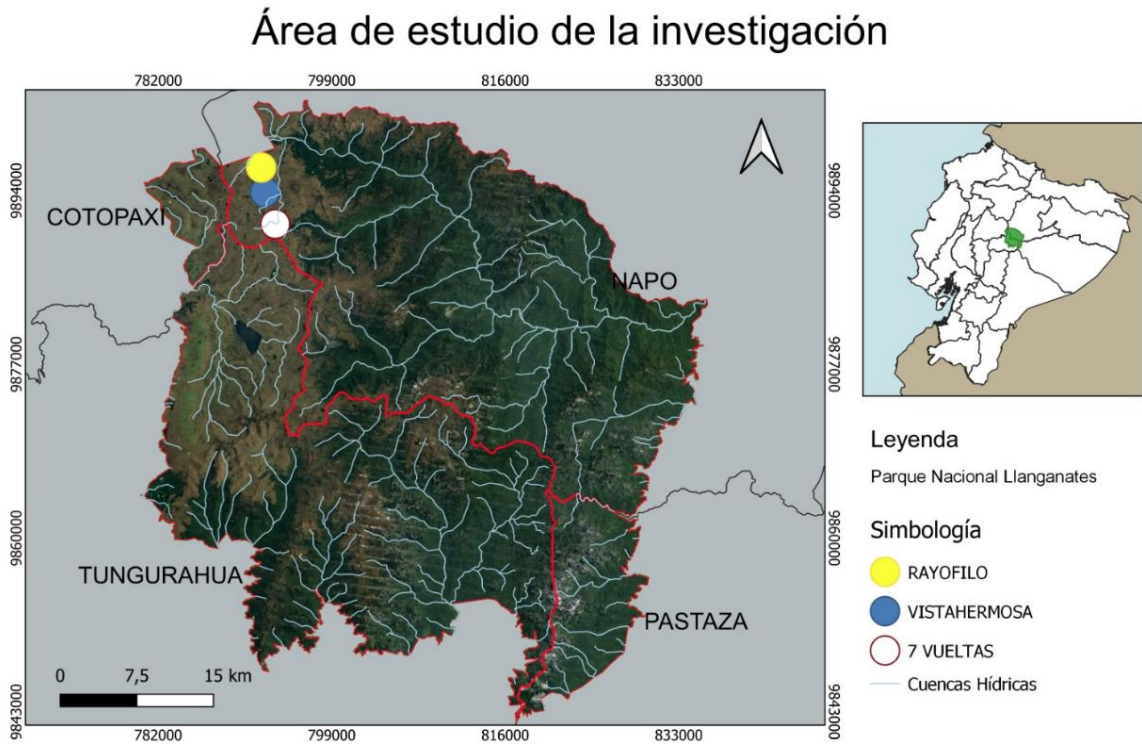 Área de estudio de la investigación
782000 799000 816000 833000
9894000 9894000
COTOPAXI
NAPO
9877000 9877000
Leyenda
Parque Nacional Llanganates
Simbología
9860000 9860000
RAYOFILO
TUNGURAHUA
VISTAHERMOSA
PASTAZA
7 VUELTAS
0 7,5 15 km
Cuencas Hídricas
9843000 9843000
782000 799000 816000 833000